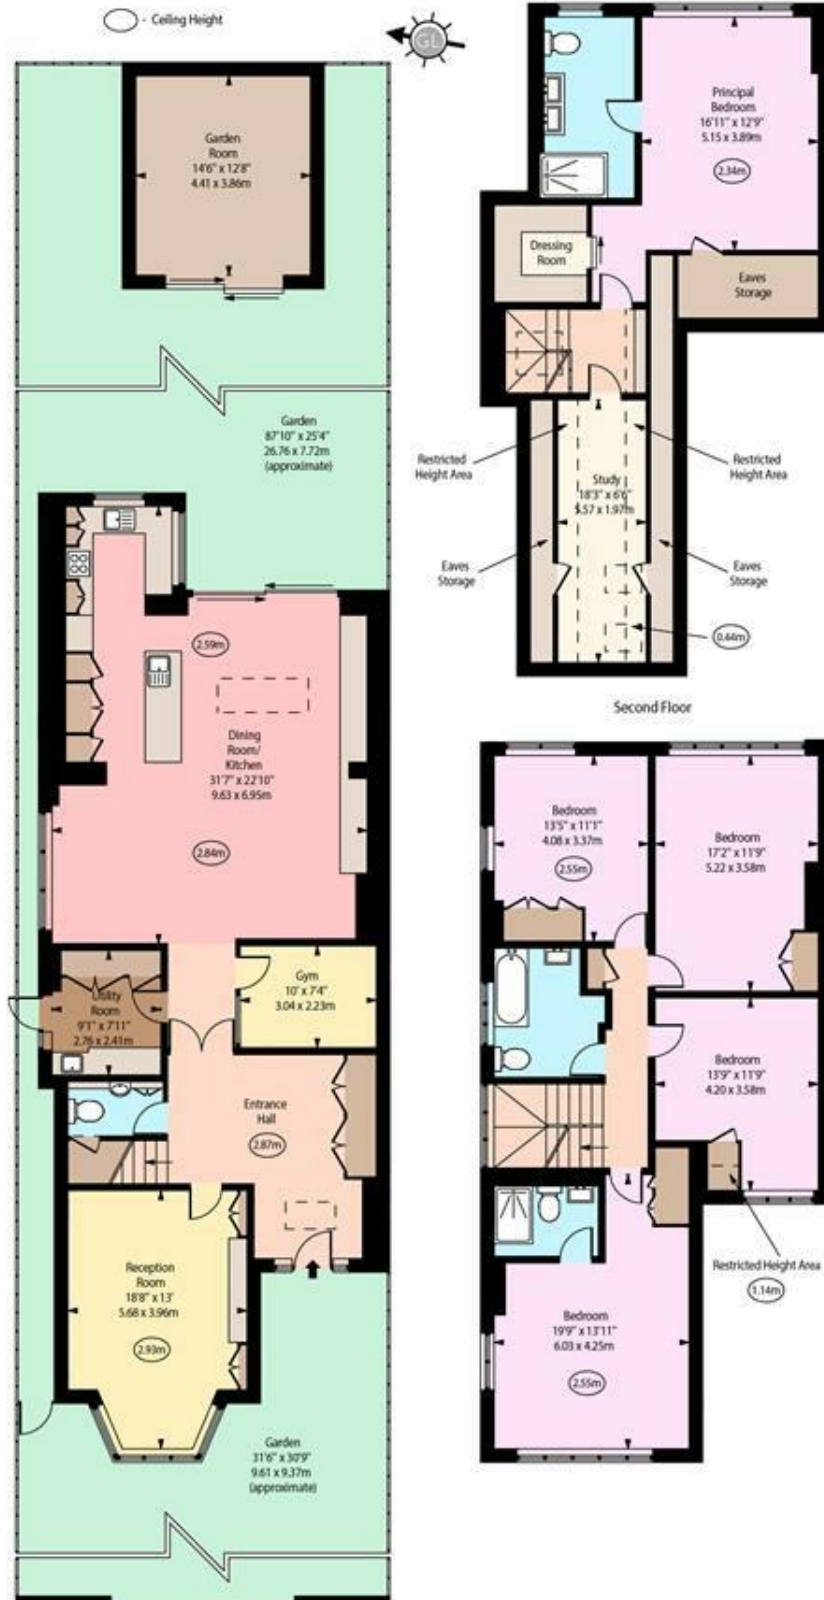 - Ceiling Height
GL
Garden
Room
14'6" x 12'8"
4.41 x 3.86m
Garden
87'10" x 25'4"
26.76 x 7.72m
(approximate)
2.59m
Dining
Room/
Kitchen
31'7" x 22'10"
9.63 x 6.95m
2.84m
Utility
Room
9'1" x 7'11"
2.76 x 2.41m
Gym
10' x 7'4"
3.04 x 2.23m
Entrance
Hall
2.87m
Reception
Room
18'8" x 13'
5.68 x 3.96m
2.93m
Garden
31'6" x 30'9"
9.61 x 9.37m
(approximate)
Principal
Bedroom
16'11" x 12'9"
5.15 x 3.89m
2.34m
Dressing
Room
Eaves
Storage
Restricted
Height Area
Restricted
Height Area
Study
18'3" x 6'6"
5.57 x 1.97m
Eaves
Storage
Eaves
Storage
0.44m
Second Floor
Bedroom
13'5" x 11'1"
4.08 x 3.37m
2.55m
Bedroom
17'2" x 11'9"
5.22 x 3.58m
Bedroom
13'9" x 11'9"
4.20 x 3.58m
Restricted Height Area
1.14m
Bedroom
19'9" x 13'11"
6.03 x 4.25m
2.55m